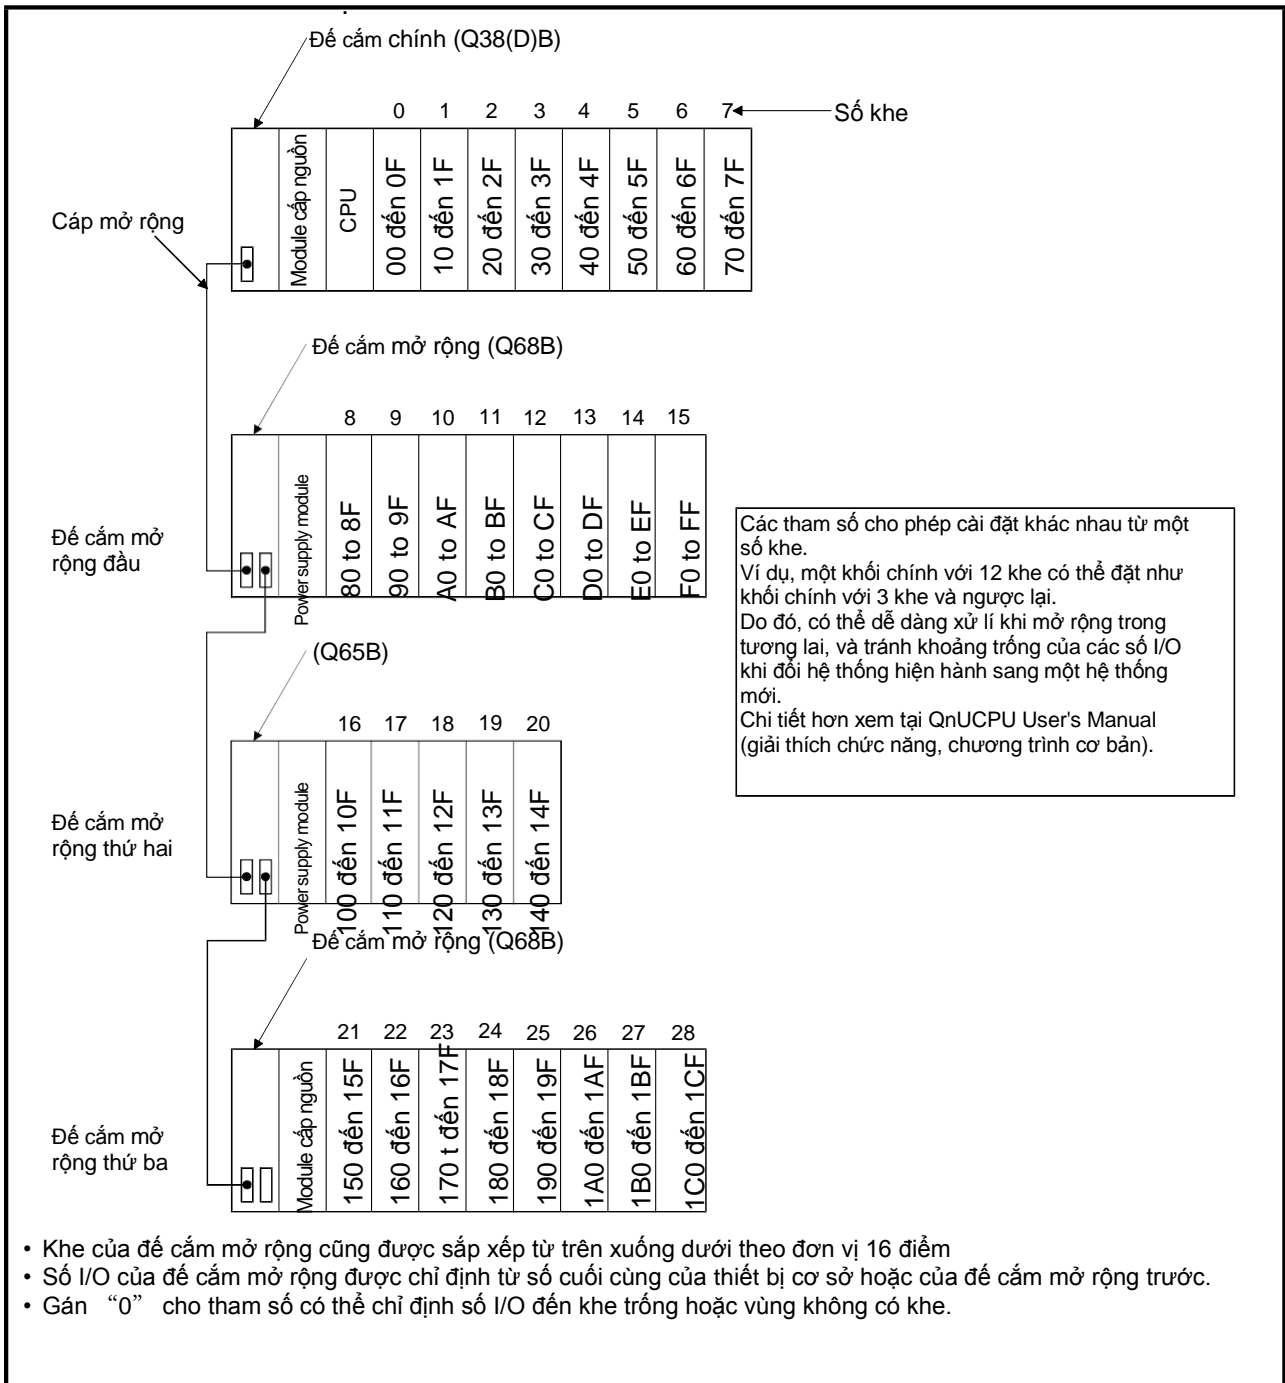 Đế cắm chính (Q38(D)B)
0 1 2 3 4 5 6 7 Số khe
Module cấp nguồn
CPU
00 đến 0F
10 đến 1F
20 đến 2F
30 đến 3F
40 đến 4F
50 đến 5F
60 đến 6F
70 đến 7F
Cáp mở rộng
Đế cắm mở rộng (Q68B)
8 9 10 11 12 13 14 15
Đế cắm mở
rộng đầu
Power supply module
80 to 8F
90 to 9F
A0 to AF
B0 to BF
C0 to CF
D0 to DF
E0 to EF
F0 to FF
Các tham số cho phép cài đặt khác nhau từ một
số khe.
Ví dụ, một khối chính với 12 khe có thể đặt như
khối chính với 3 khe và ngược lại.
Do đó, có thể dễ dàng xử lí khi mở rộng trong
tương lai, và tránh khoảng trống của các số I/O
khi đổi hệ thống hiện hành sang một hệ thống
mới.
Chi tiết hơn xem tại QnUCPU User's Manual
(giải thích chức năng, chương trình cơ bản).
(Q65B)
16 17 18 19 20
Đế cắm mở
rộng thứ hai
Power supply module
100 đến 10F
110 đến 11F
120 đến 12F
130 đến 13F
140 đến 14F
Đế cắm mở rộng (Q68B)
21 22 23 24 25 26 27 28
Đế cắm mở
rộng thứ ba
Module cấp nguồn
150 đến 15F
160 đến 16F
170 t đến 17F
180 đến 18F
190 đến 19F
1A0 đến 1AF
1B0 đến 1BF
1C0 đến 1CF
• Khe của đế cắm mở rộng cũng được sắp xếp từ trên xuống dưới theo đơn vị 16 điểm
• Số I/O của đế cắm mở rộng được chỉ định từ số cuối cùng của thiết bị cơ sở hoặc của đế cắm mở rộng trước.
• Gán “0” cho tham số có thể chỉ định số I/O đến khe trống hoặc vùng không có khe.